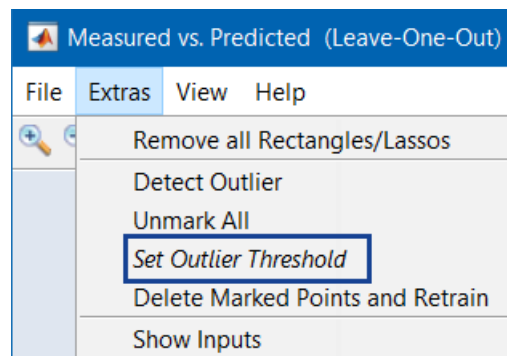 Measured vs. Predicted (Leave-One-Out)
File Extras View Help
Remove all Rectangles/Lassos
Detect Outlier
Unmark All
Set Outlier Threshold
Delete Marked Points and Retrain
Show Inputs